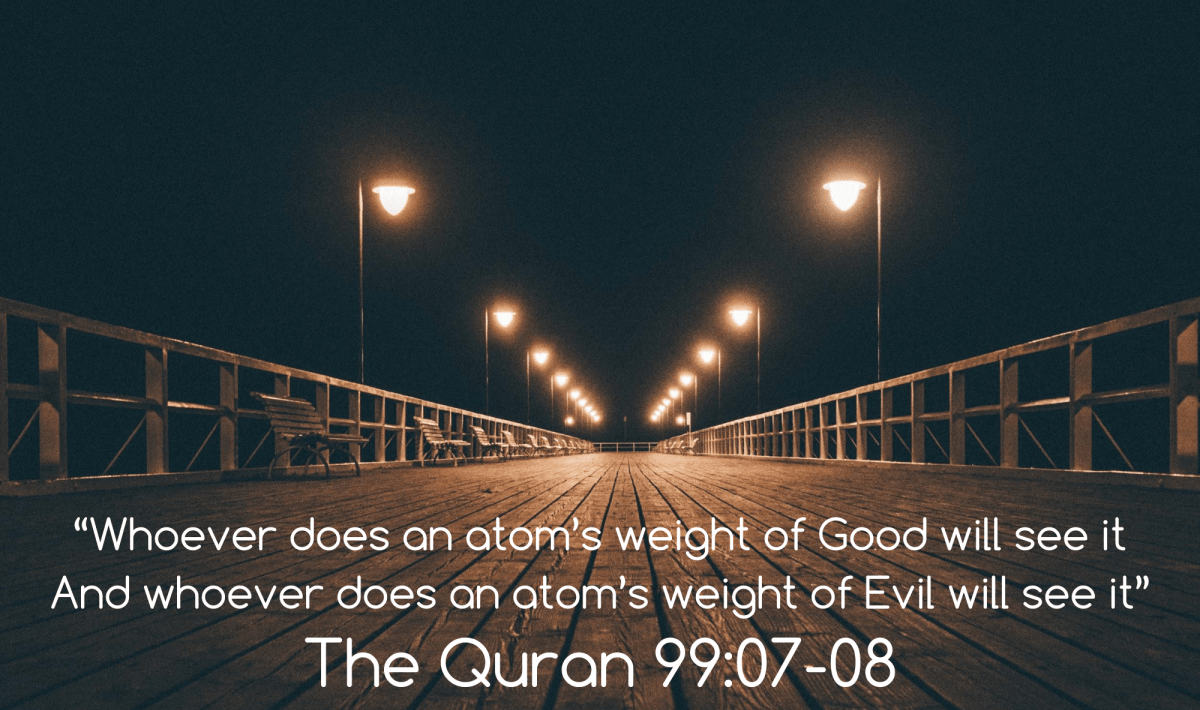 “Whoever does an atom’s weight of Good will see it
And whoever does an atom’s weight of Evil will see it”
The Quran 99:07-08